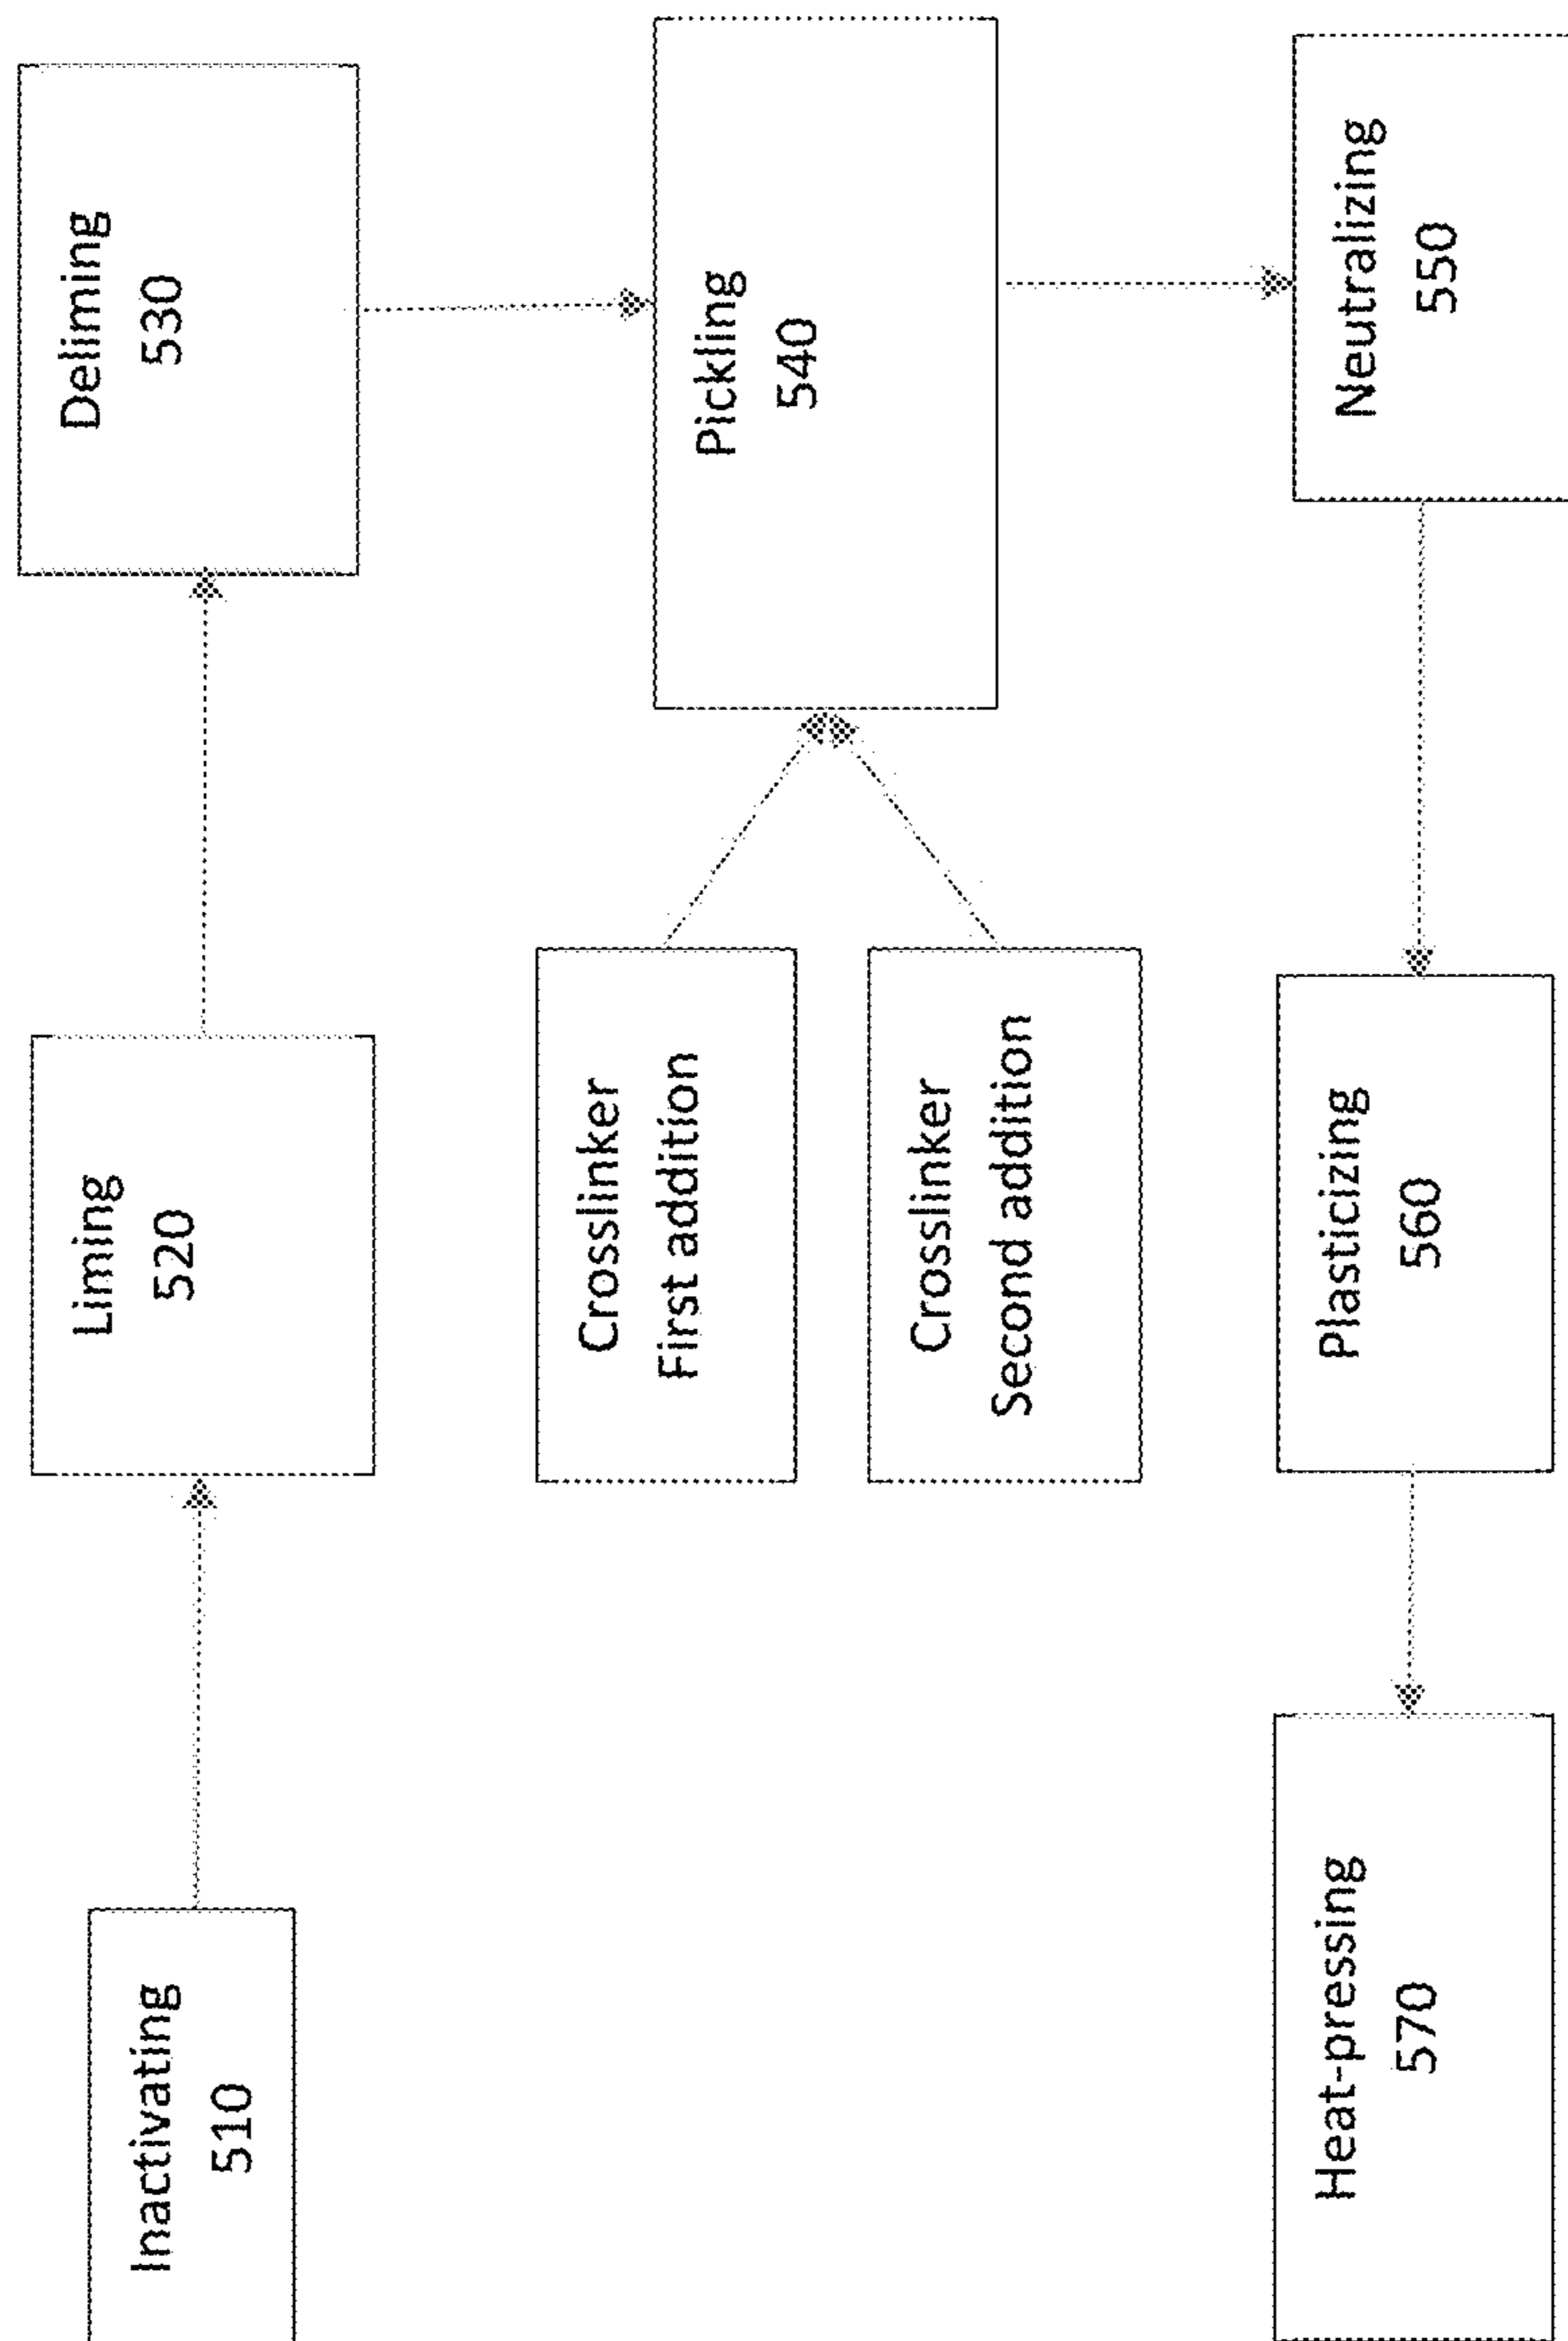 Inactivating
510
Liming
520
Deliming
530
Crosslinker
First addition
Crosslinker
Second addition
Pickling
540
Heat-pressing
570
Plasticizing
560
Neutralizing
550